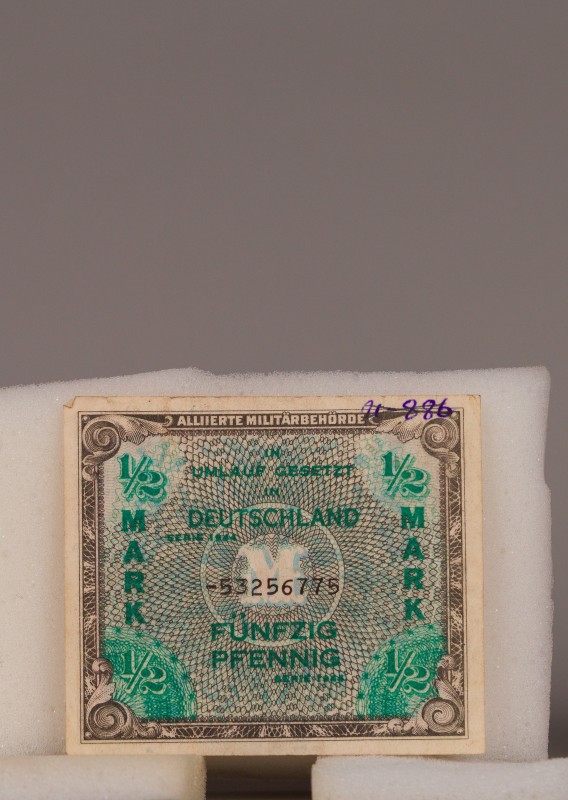 ALLIIERTE MILITÄRBEHÖRDE
-886
IN
UMLAUF GESETZT
IN
DEUTSCHLAND
SERIE 1944
1/2
MARK
1/2
MARK
M
-53256775
FÜNFZIG
PFENNIG
SERIE 1944
1/2
1/2